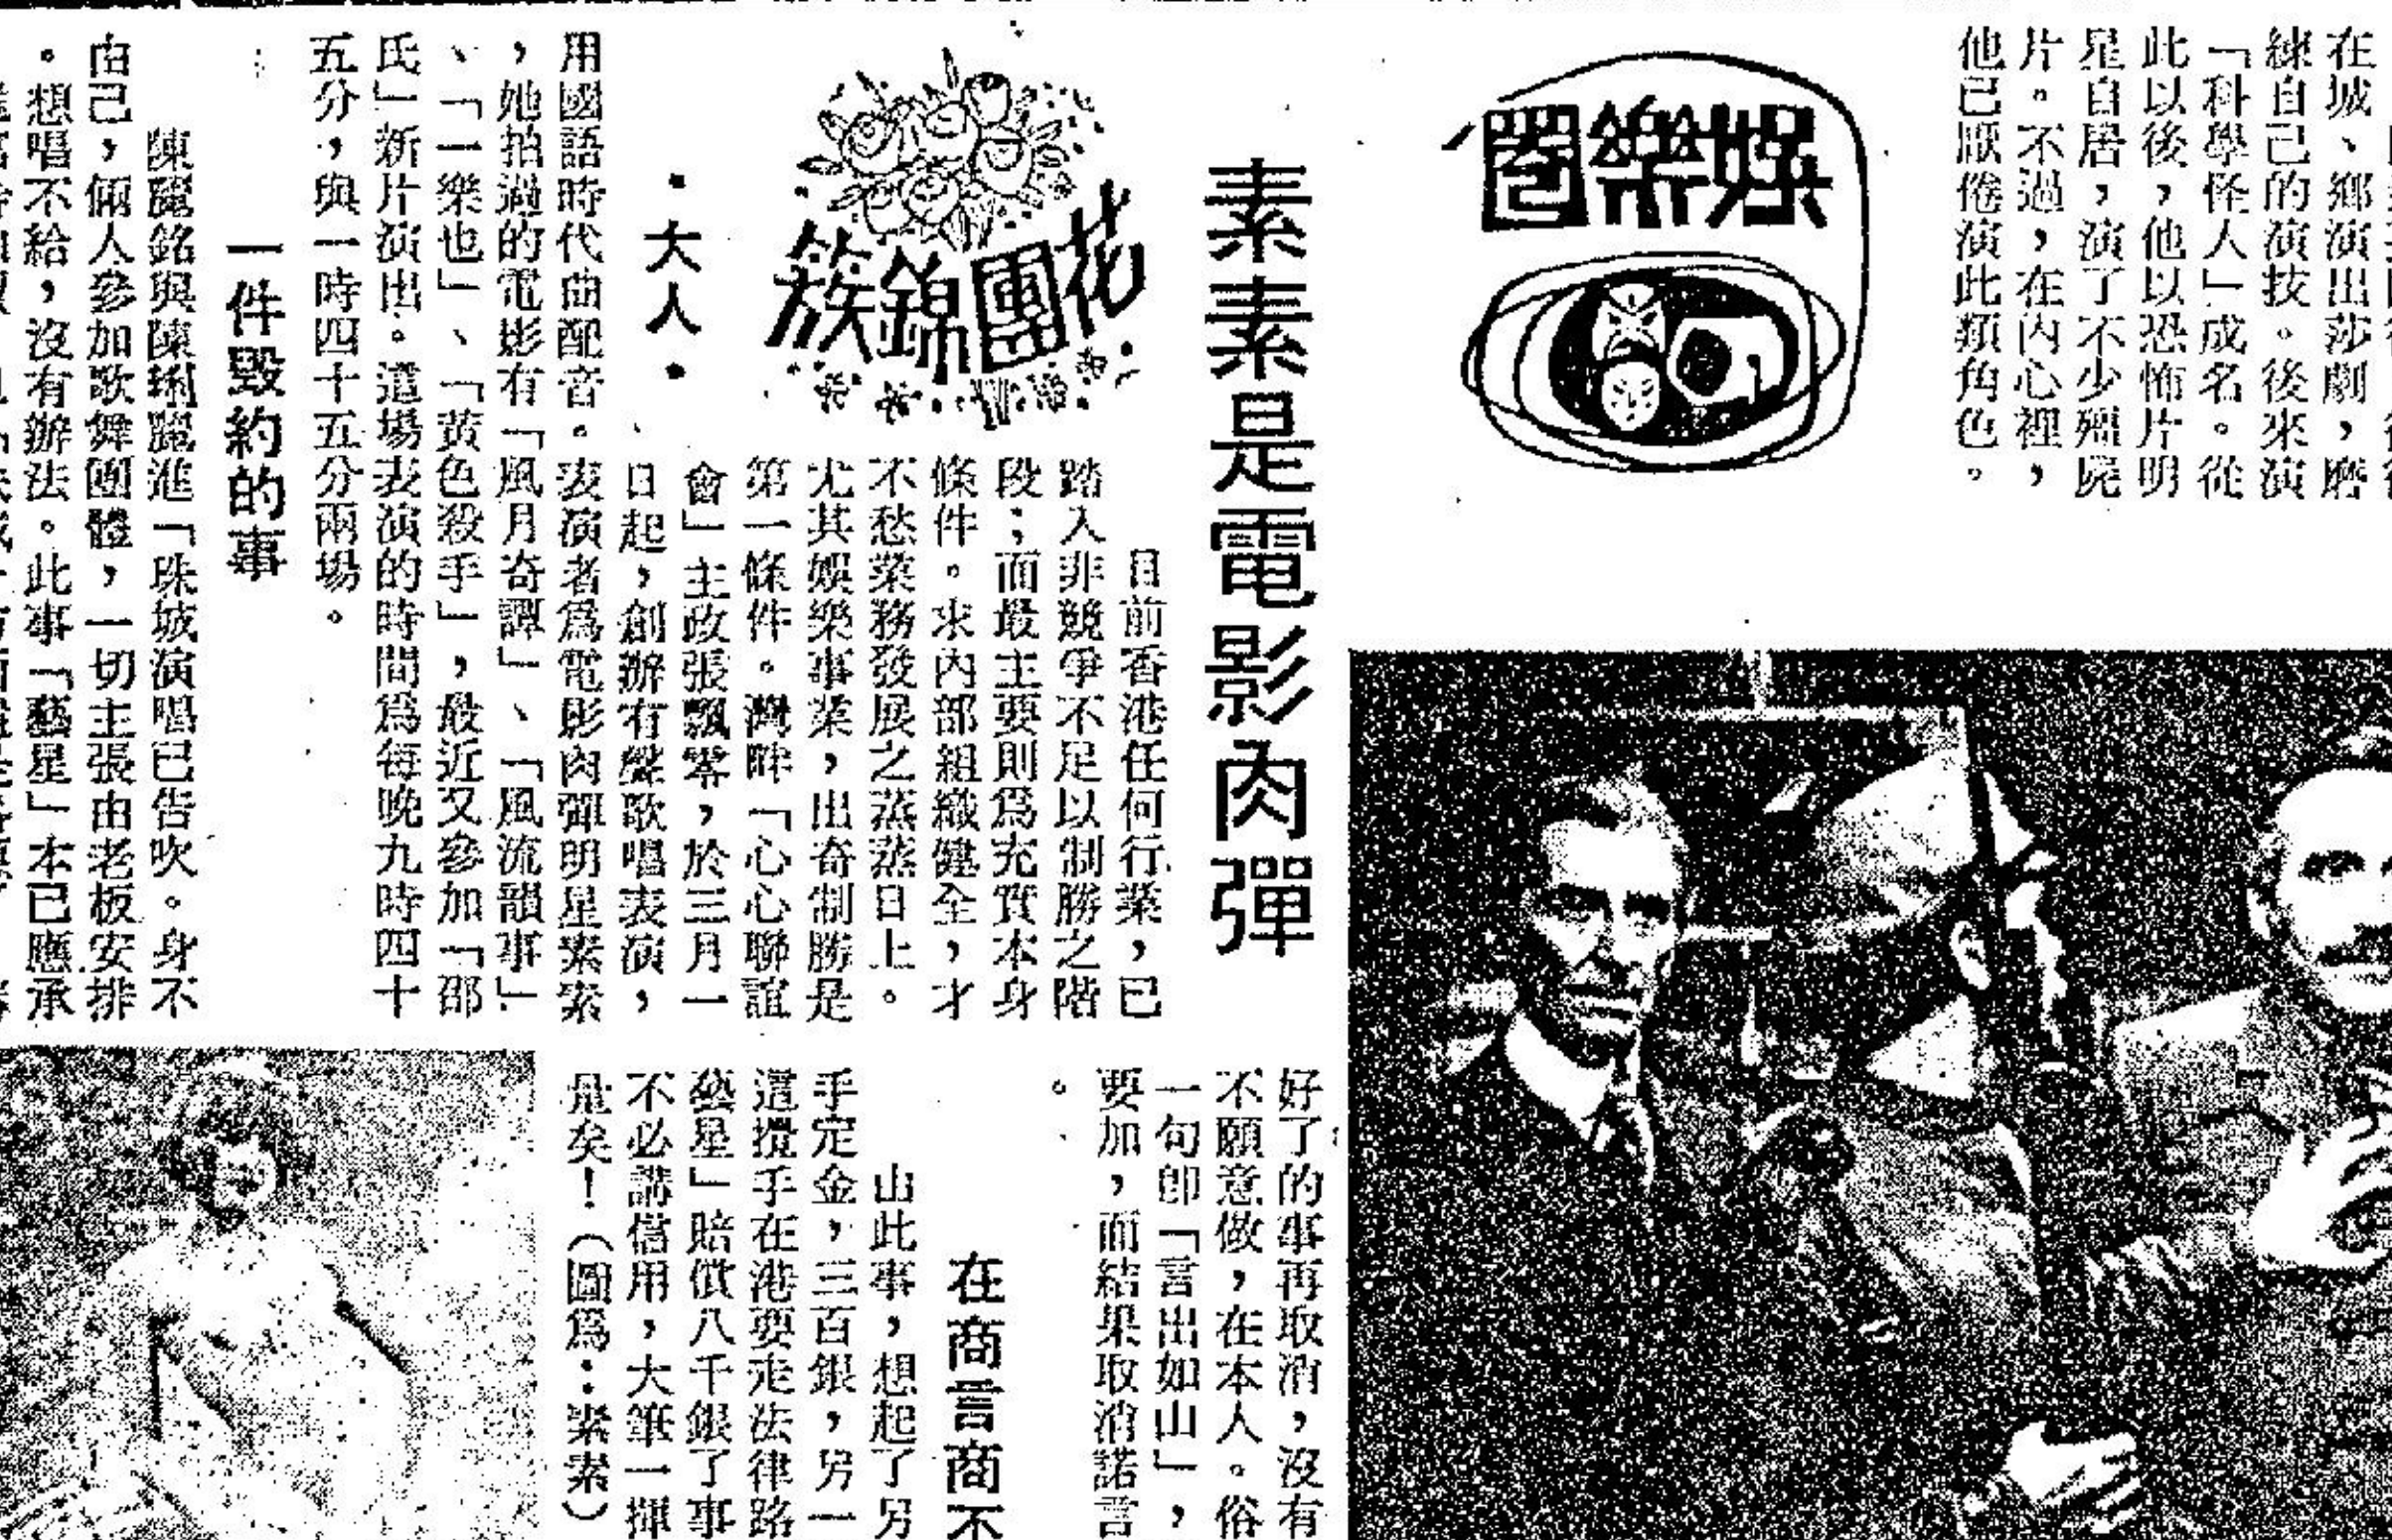 在城、鄉演出莎劇，磨
練自己的演技。後來演
「科學怪人」成名。從
此以後，他以恐怖片明
星自居，演了不少殭屍
片。不過，在內心裡，
他已厭倦演此類角色。
娛樂圈
素素是電影肉彈
花團錦簇
•大人•
目前香港任何行業，已
踏入非競爭不足以制勝之階
段；而最主要則爲充實本身
條件。求內部組織健全，才
不愁業務發展之蒸蒸日上。
尤其娛樂事業，出奇制勝是
第一條件。灣畔「心心聯誼
會」主政張飄零，於三月一
日起，創辦有聲歌唱表演，
用國語時代曲配音。表演者爲電影肉彈明星素素
，她拍過的電影有「風月奇譚」、「風流韻事」
、「一樂也」、「黃色殺手」，最近又參加「邵
氏」新片演出。這場表演的時間爲每晚九時四十
五分，與一時四十五分兩場。
一件毀約的事
陳麗銘與陳琍麗進「珠城演唱已告吹。身不
由己，倆人參加歌舞團體，一切主張由老板安排
。想唱不給，沒有辦法。此事「藝星」本已應承
好了的事再取消，沒有
不願意做，在本人。俗
一句卽「言出如山」，
要加，而結果取消諾言
。
在商言商不
由此事，想起了另
手定金，三百銀，另一
這攪手在港要走法律路
藝星」賠償八千銀了事
不必講信用，大筆一揮
是矣！（圖爲：素素）